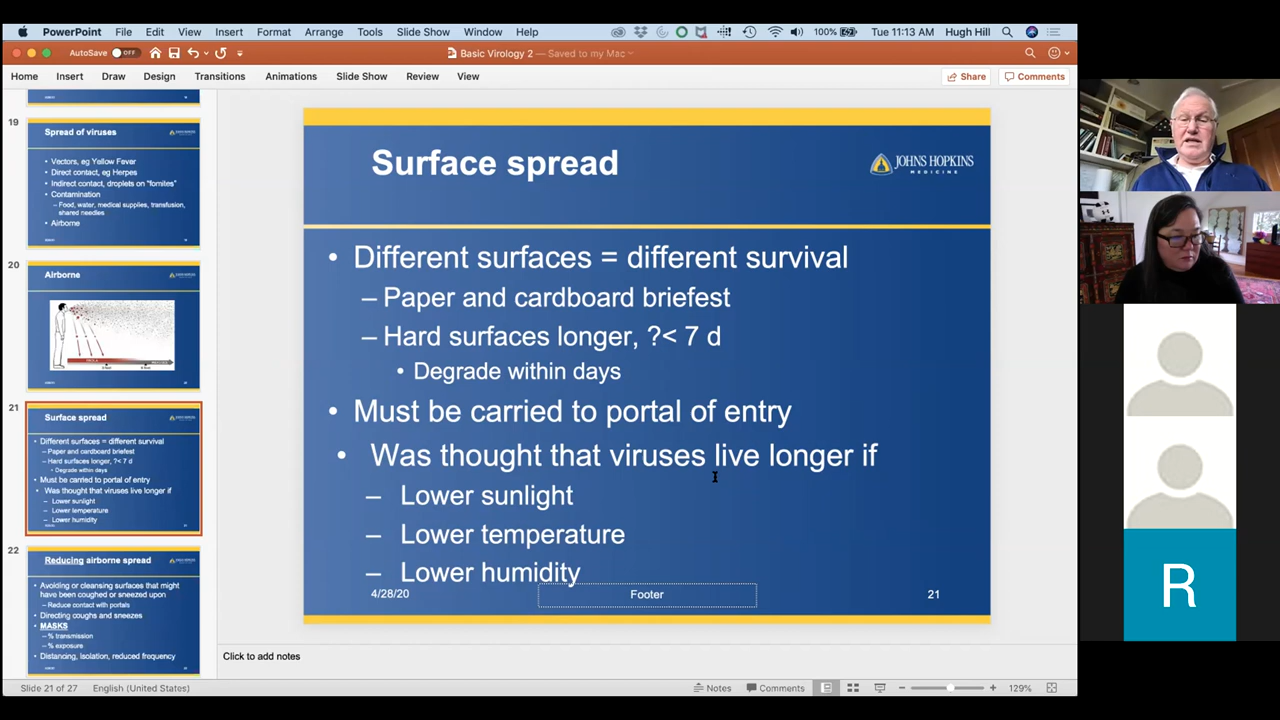 PowerPoint File Edit View Insert Format Arrange Tools Slide Show Window Help 100% Tue 11:13 AM Hugh Hill
AutoSave OFF Basic Virology 2 — Saved to my Mac
Home Insert Draw Design Transitions Animations Slide Show Review View Share Comments
19
Spread of viruses
JOHNS HOPKINS
• Vectors, eg Yellow Fever
• Direct contact, eg Herpes
• Indirect contact, droplets on "fomites"
• Contamination
– Food, water, medical supplies, transfusion,
shared needles
• Airborne
20
Airborne
JOHNS HOPKINS
21
Surface spread
JOHNS HOPKINS
• Different surfaces = different survival
– Paper and cardboard briefest
– Hard surfaces longer, ?< 7 d
• Degrade within days
• Must be carried to portal of entry
• Was thought that viruses live longer if
– Lower sunlight
– Lower temperature
– Lower humidity
22
Reducing airborne spread
JOHNS HOPKINS
• Avoiding or cleansing surfaces that might
have been coughed or sneezed upon
– Reduce contact with portals
• Directing coughs and sneezes
• MASKS
– % transmission
– % exposure
• Distancing, isolation, reduced frequency
Surface spread
JOHNS HOPKINS
MEDICINE
• Different surfaces = different survival
– Paper and cardboard briefest
– Hard surfaces longer, ?< 7 d
• Degrade within days
• Must be carried to portal of entry
• Was thought that viruses live longer if
– Lower sunlight
– Lower temperature
– Lower humidity
4/28/20 Footer 21
Click to add notes
Slide 21 of 27 English (United States) Notes Comments 129%
R